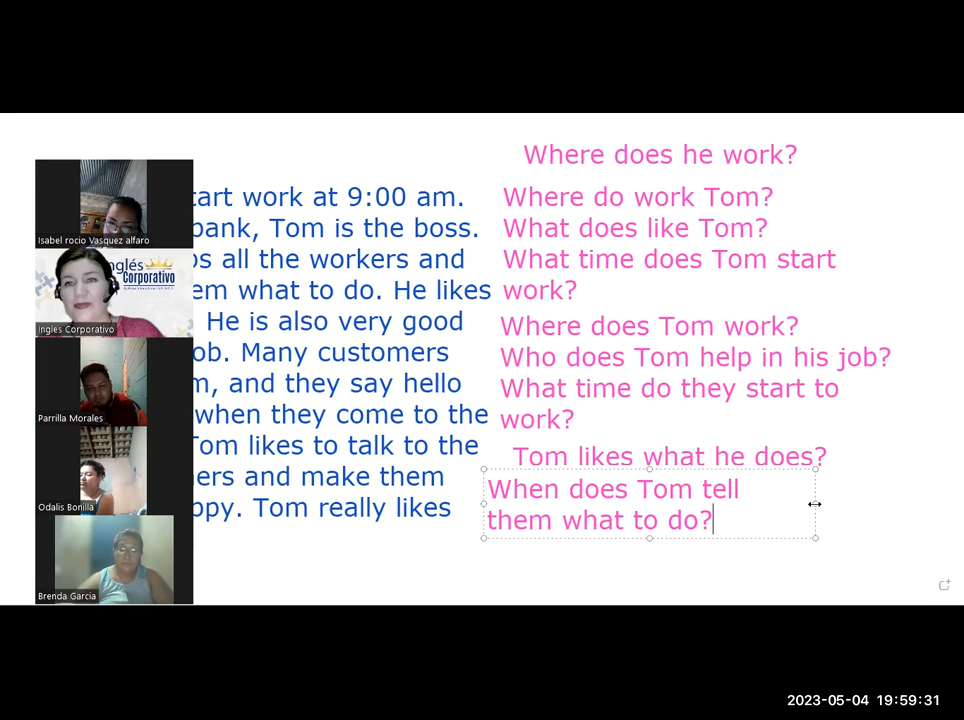 Where does he work?
tart work at 9:00 am.
bank, Tom is the boss.
os all the workers and
em what to do. He likes
He is also very good
ob. Many customers
m, and they say hello
when they come to the
Tom likes to talk to the
ers and make them
ppy. Tom really likes
Where do work Tom?
What does like Tom?
What time does Tom start
work?
Where does Tom work?
Who does Tom help in his job?
What time do they start to
work?
Tom likes what he does?
When does Tom tell
them what to do?
Isabel rocio Vasquez alfaro
nglés
Corporativo
Ingles Corporativo
Parrilla Morales
Odalis Bonilla
Brenda Garcia
2023-05-04 19:59:31